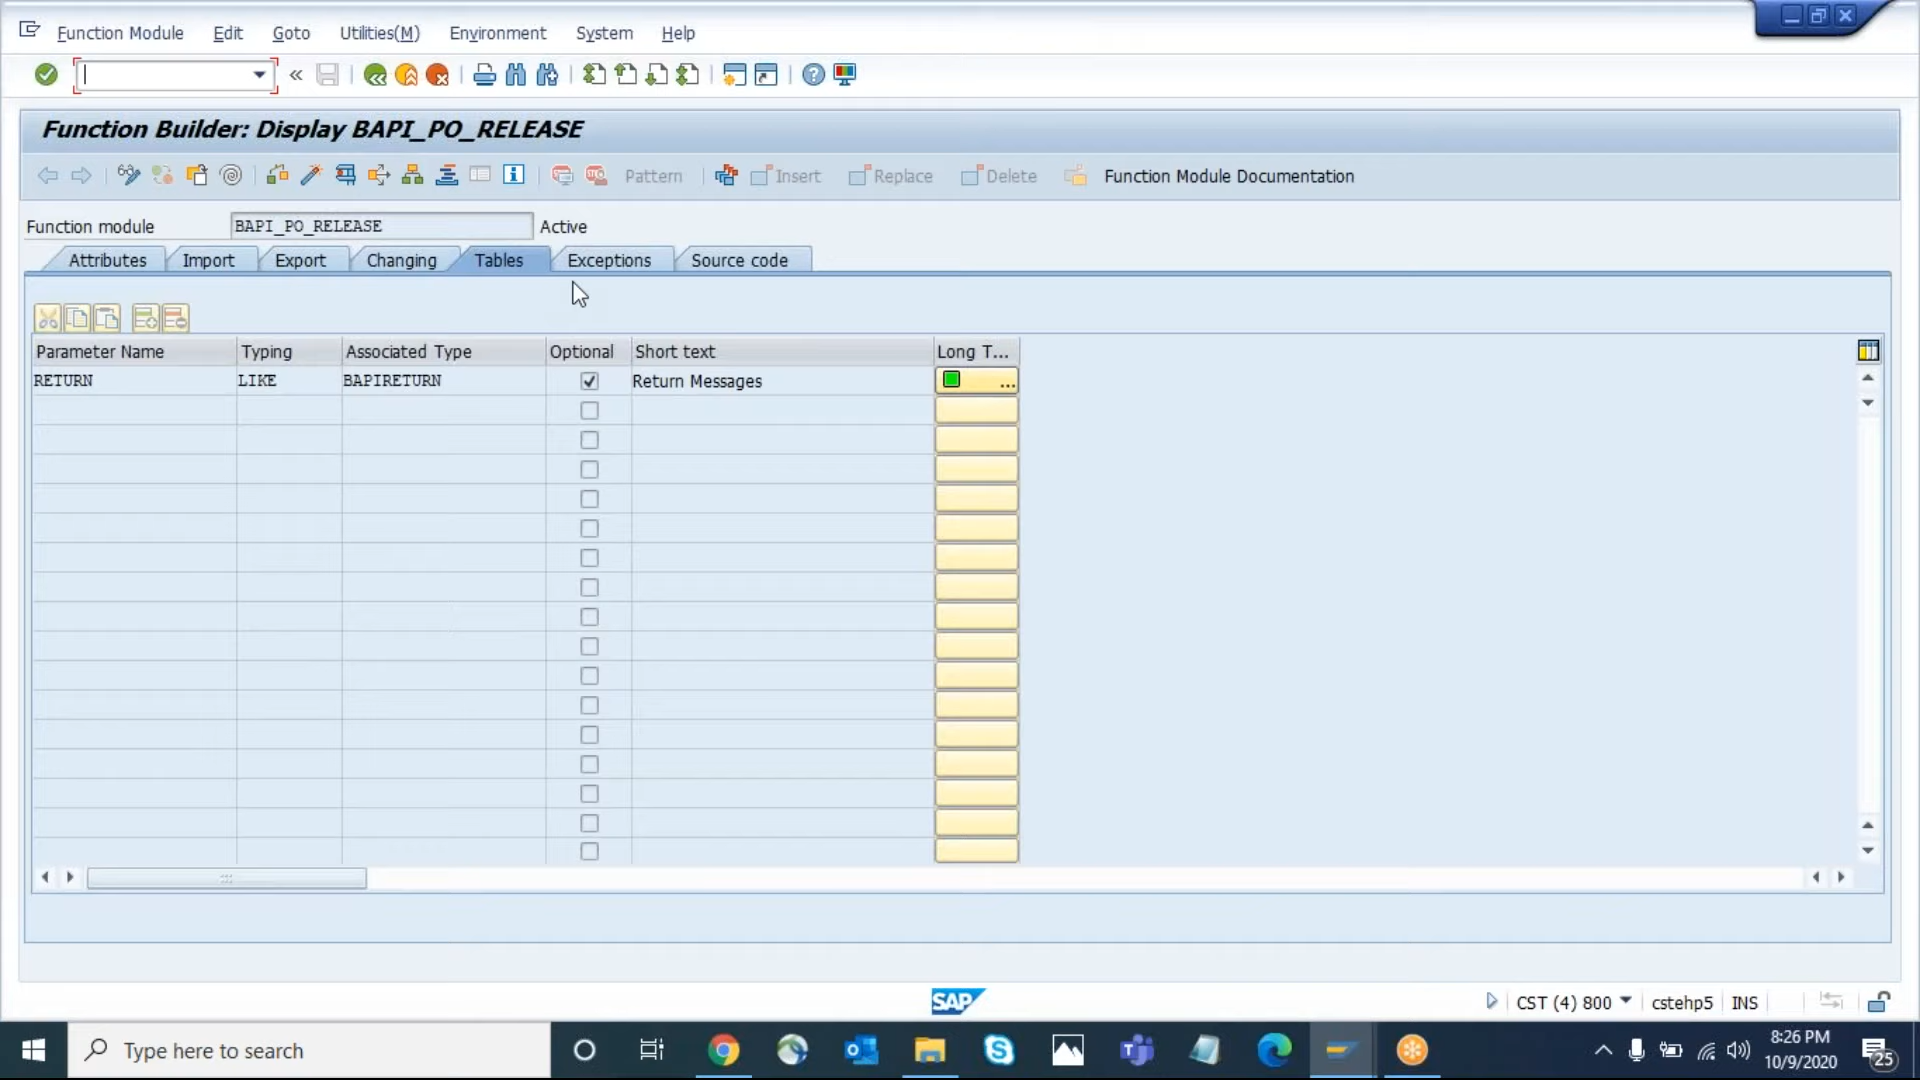 Function Module Edit Goto Utilities(M) Environment System Help
Function Builder: Display BAPI_PO_RELEASE
Pattern Insert Replace Delete Function Module Documentation
Function module BAPI_PO_RELEASE Active
Attributes Import Export Changing Tables Exceptions Source code
Parameter Name Typing Associated Type Optional Short text Long T...
RETURN LIKE BAPIRETURN Return Messages ...
SAP CST (4) 800 cstehp5 INS
Type here to search
8:26 PM
10/9/2020
25